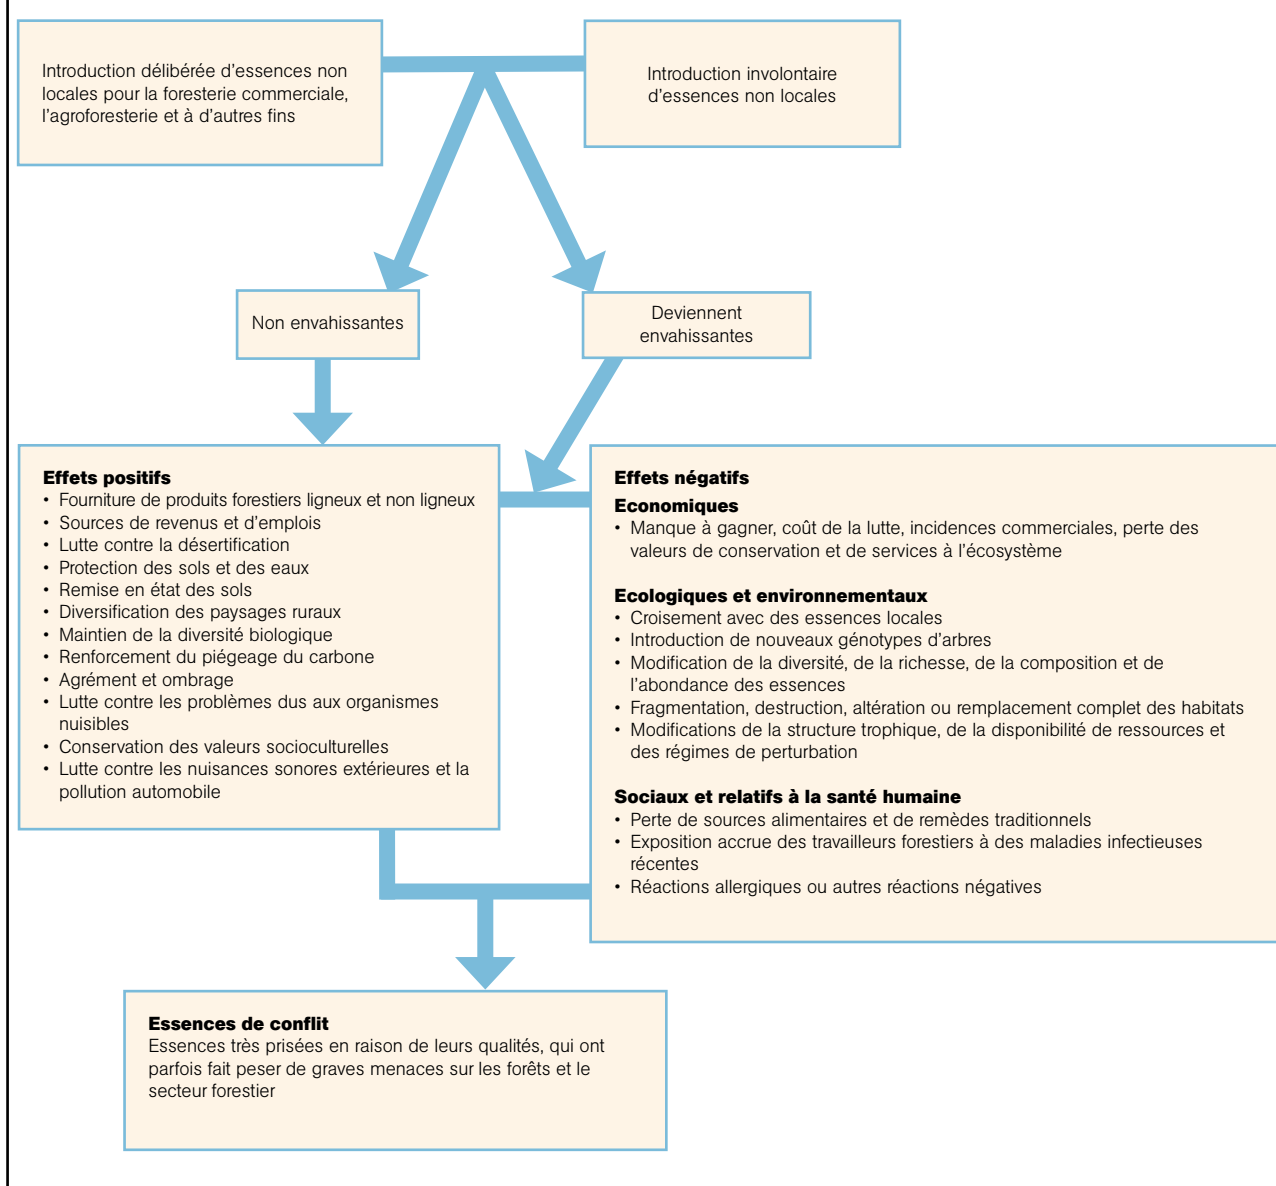 Introduction délibérée d'essences non
locales pour la foresterie commerciale,
l'agroforesterie et à d'autres fins
Introduction involontaire
d'essences non locales
Non envahissantes
Deviennent
envahissantes
Effets positifs
• Fourniture de produits forestiers ligneux et non ligneux
• Sources de revenus et d'emplois
• Lutte contre la désertification
• Protection des sols et des eaux
• Remise en état des sols
• Diversification des paysages ruraux
• Maintien de la diversité biologique
• Renforcement du piégeage du carbone
• Agrément et ombrage
• Lutte contre les problèmes dus aux organismes
nuisibles
• Conservation des valeurs socioculturelles
• Lutte contre les nuisances sonores extérieures et la
pollution automobile
Effets négatifs
Economiques
• Manque à gagner, coût de la lutte, incidences commerciales, perte des
valeurs de conservation et de services à l'écosystème
Ecologiques et environnementaux
• Croisement avec des essences locales
• Introduction de nouveaux génotypes d'arbres
• Modification de la diversité, de la richesse, de la composition et de
l'abondance des essences
• Fragmentation, destruction, altération ou remplacement complet des habitats
• Modifications de la structure trophique, de la disponibilité de ressources et
des régimes de perturbation
Sociaux et relatifs à la santé humaine
• Perte de sources alimentaires et de remèdes traditionnels
• Exposition accrue des travailleurs forestiers à des maladies infectieuses
récentes
• Réactions allergiques ou autres réactions négatives
Essences de conflit
Essences très prisées en raison de leurs qualités, qui ont
parfois fait peser de graves menaces sur les forêts et le
secteur forestier